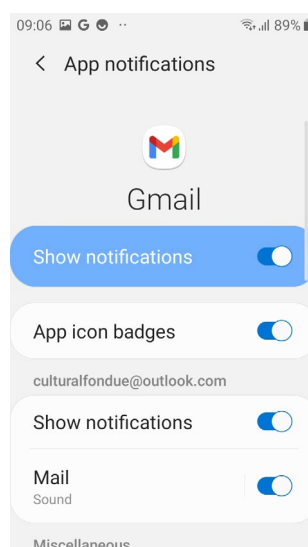 09:06 G 89%
App notifications
Gmail
Show notifications
App icon badges
culturalfondue@outlook.com
Show notifications
Mail
Sound
Miscellaneous